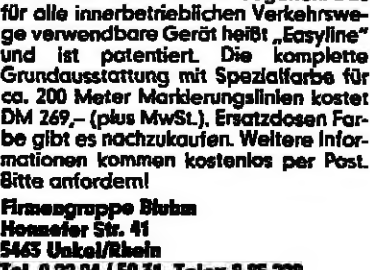 für alle innerbetrieblichen Verkehrswe-
ge verwendbare Gerät heißt „Easyline"
und ist patentiert. Die komplette
Grundausstattung mit Spezialfarbe für
ca. 200 Meter Markierungslinien kostet
DM 269,– (plus MwSt.). Ersatzdosen Far-
be gibt es nachzukaufen. Weitere Infor-
mationen kommen kostenlos per Post.
Bitte anfordern!
Firmengruppe Bluhm
Honnefer Str. 41
5463 Unkel/Rhein